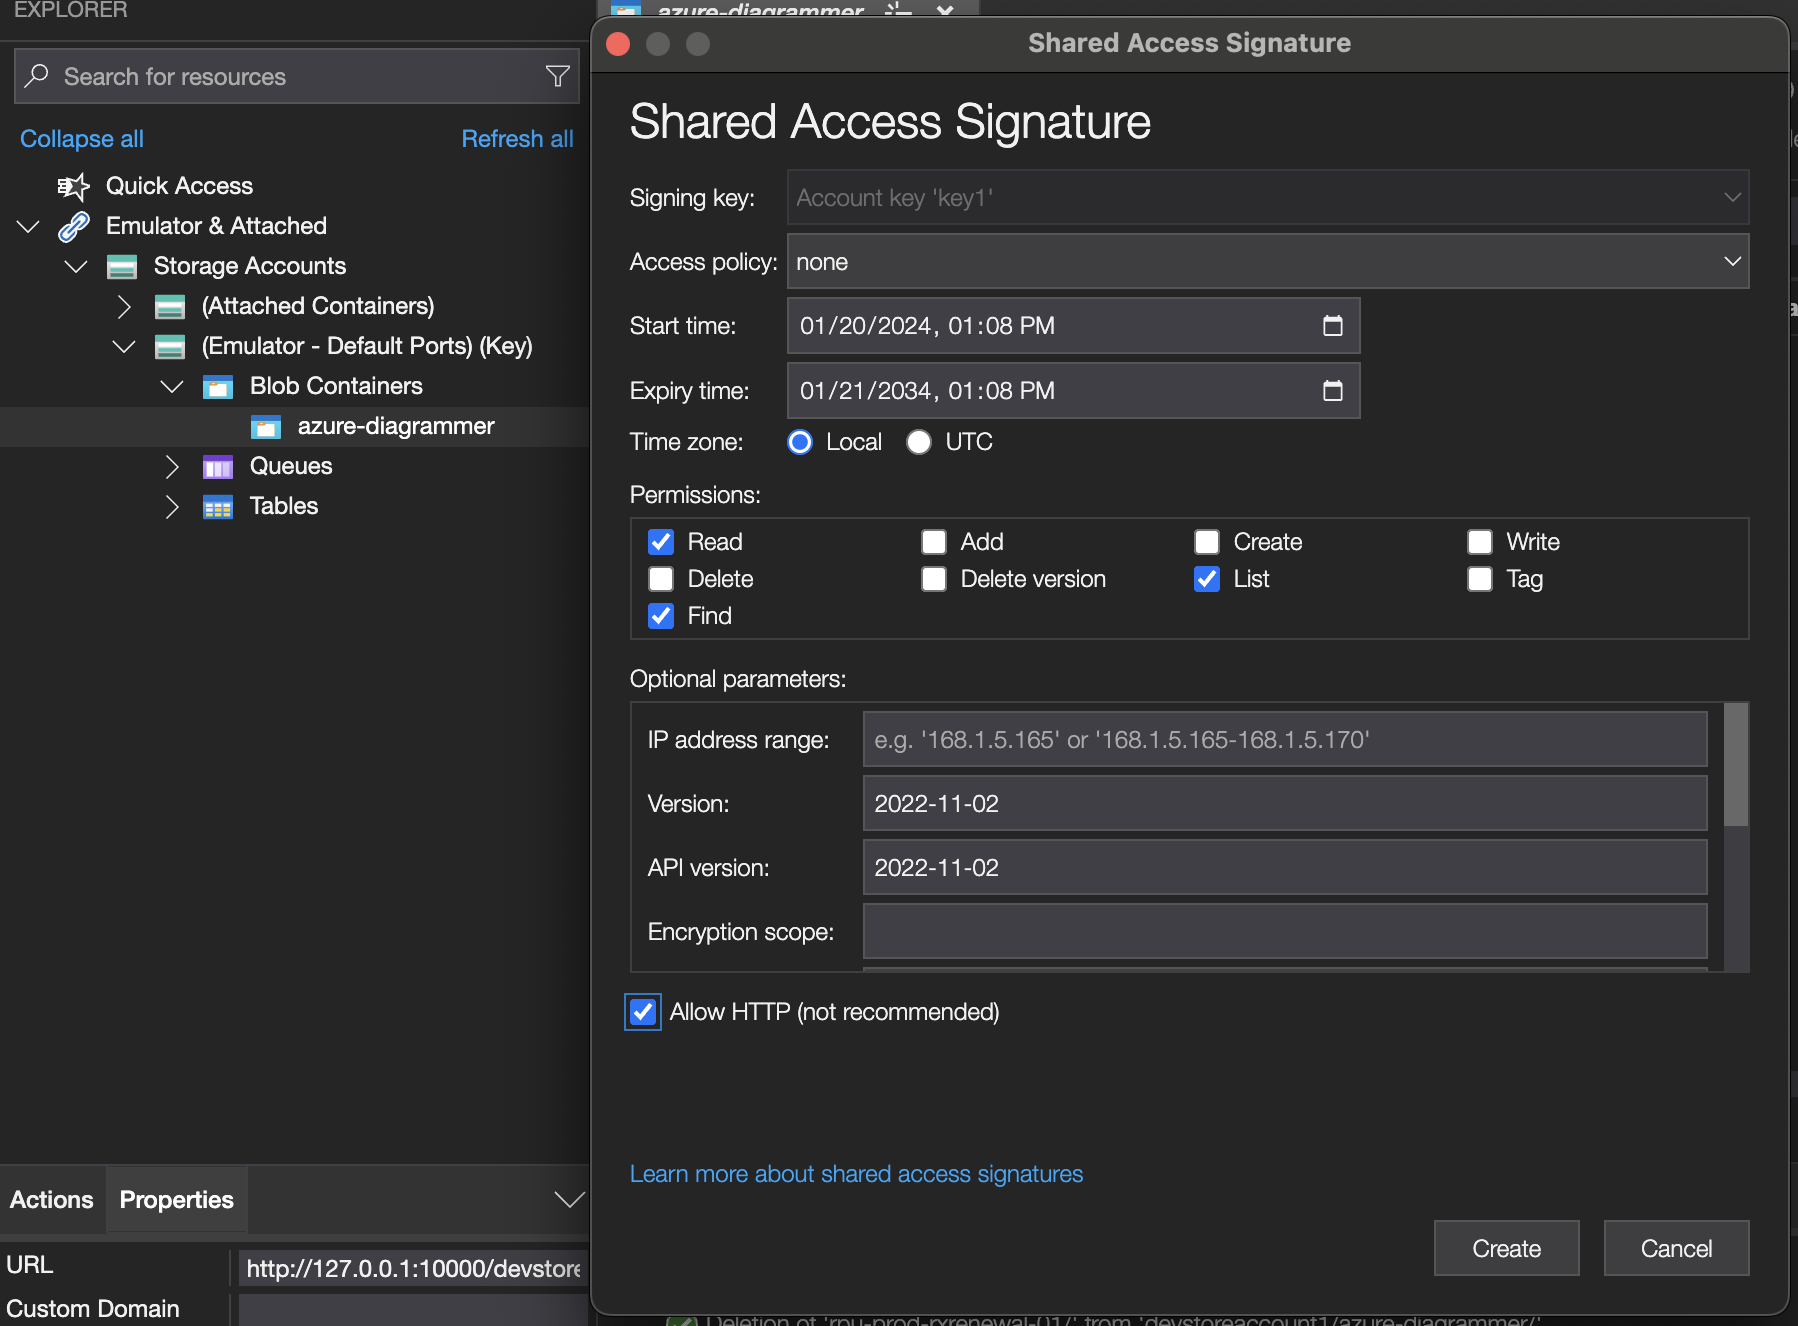 EXPLORER
Search for resources
Collapse all
Refresh all
Quick Access
Emulator & Attached
Storage Accounts
(Attached Containers)
(Emulator - Default Ports) (Key)
Blob Containers
azure-diagrammer
Queues
Tables
Actions
Properties
URL
http://127.0.0.1:10000/devstore
Custom Domain
azure-diagrammer
Shared Access Signature
Shared Access Signature
Signing key:
Account key 'key1'
Access policy:
none
Start time:
01/20/2024, 01:08 PM
Expiry time:
01/21/2034, 01:08 PM
Time zone:
Local
UTC
Permissions:
Read
Add
Create
Write
Delete
Delete version
List
Tag
Find
Optional parameters:
IP address range:
e.g. '168.1.5.165' or '168.1.5.165-168.1.5.170'
Version:
2022-11-02
API version:
2022-11-02
Encryption scope:
Allow HTTP (not recommended)
Learn more about shared access signatures
Create
Cancel
Deletion of 'rpu-prod-rxrenewal-01/' from 'devstoreaccount1/azure-diagrammer/'